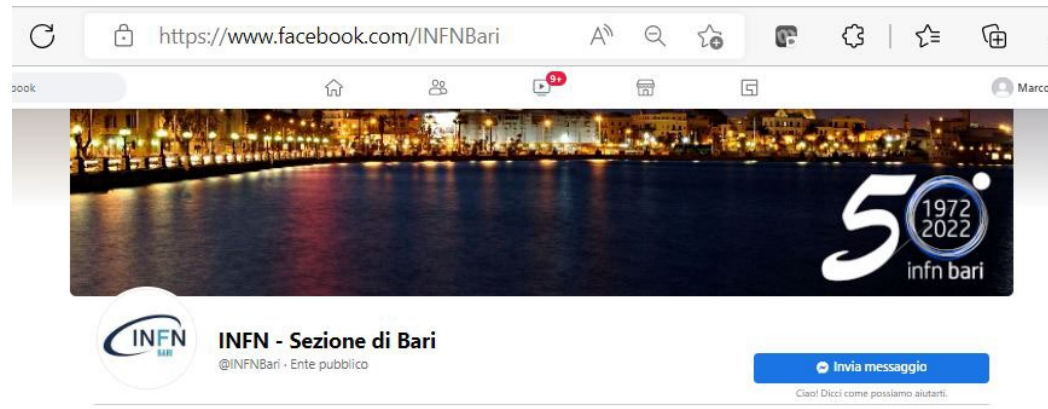 https://www.facebook.com/INFNBari
9+
Marco
50°
1972
2022
infn bari
INFN
BARI
INFN - Sezione di Bari
@INFNBari · Ente pubblico
Invia messaggio
Ciao! Dicci come possiamo aiutarti.